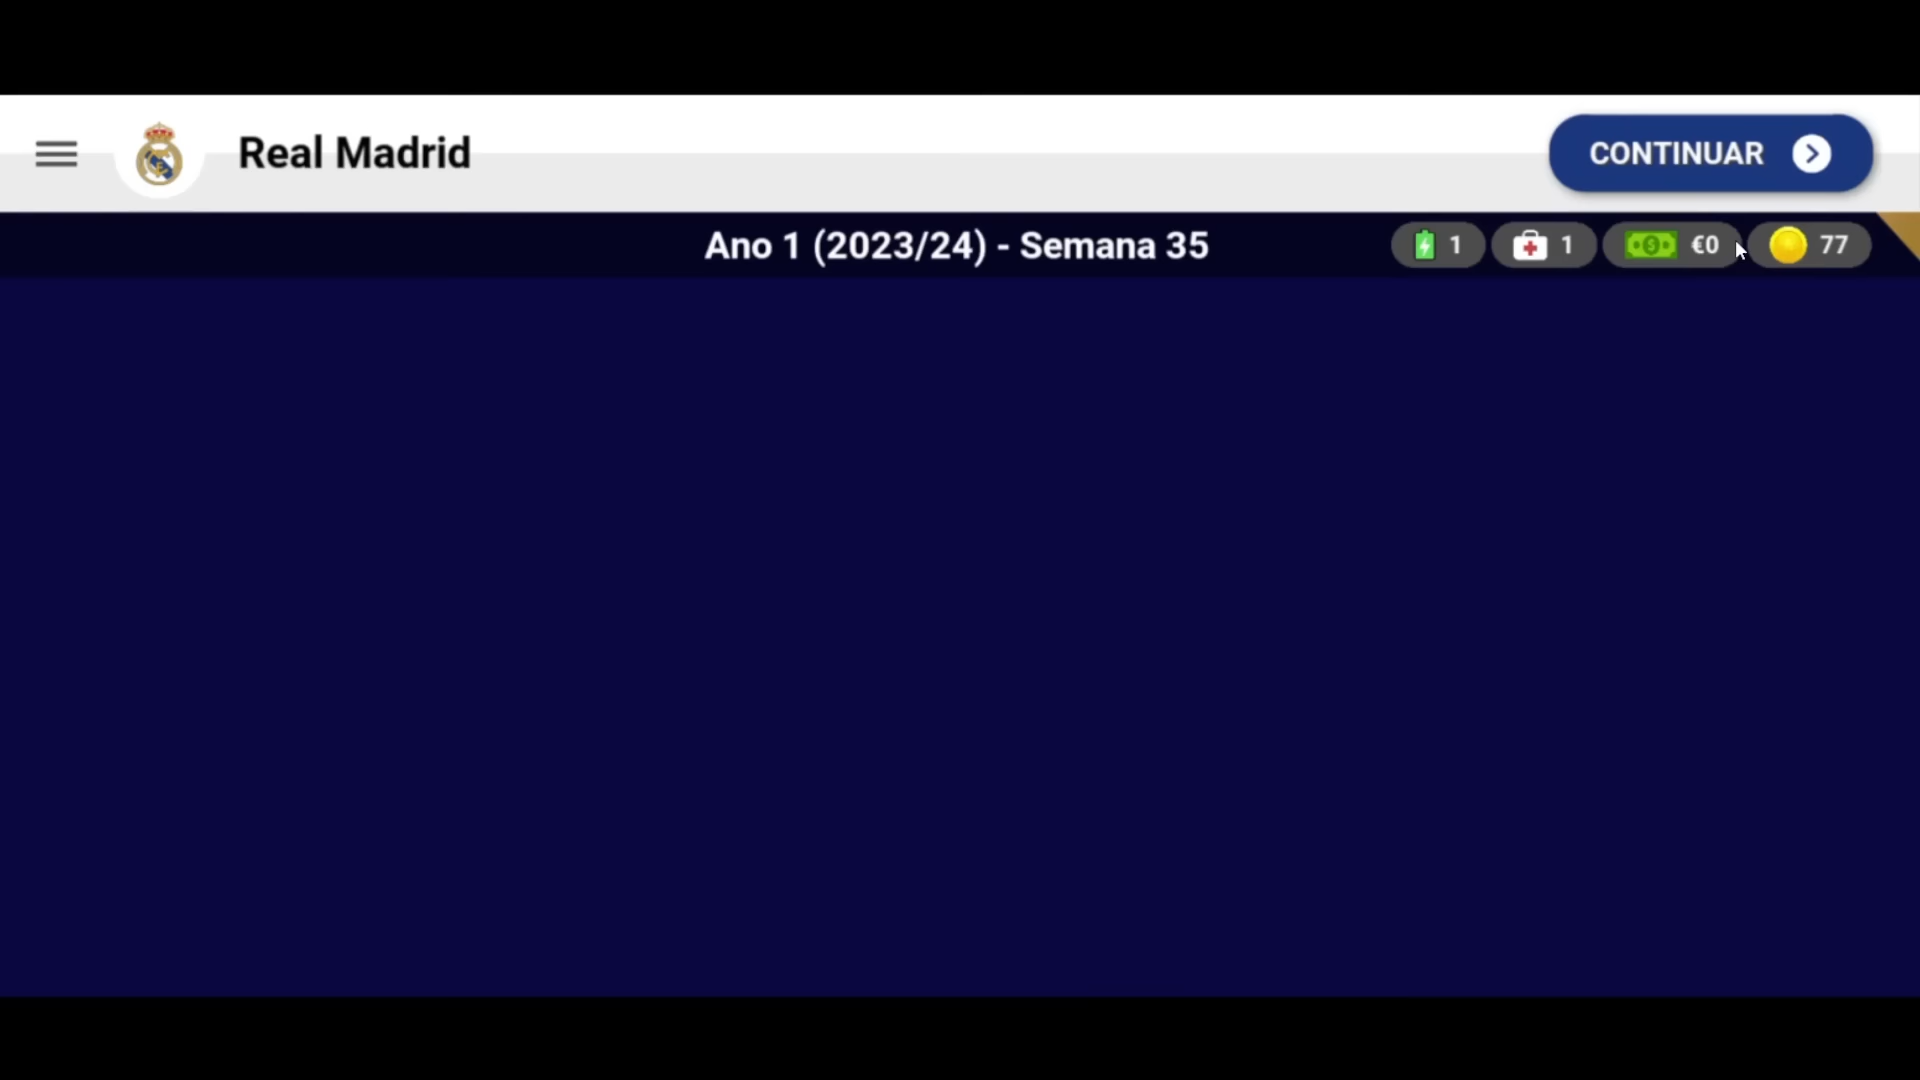 Real Madrid
CONTINUAR
Ano 1 (2023/24) - Semana 35
1
1
€0
77